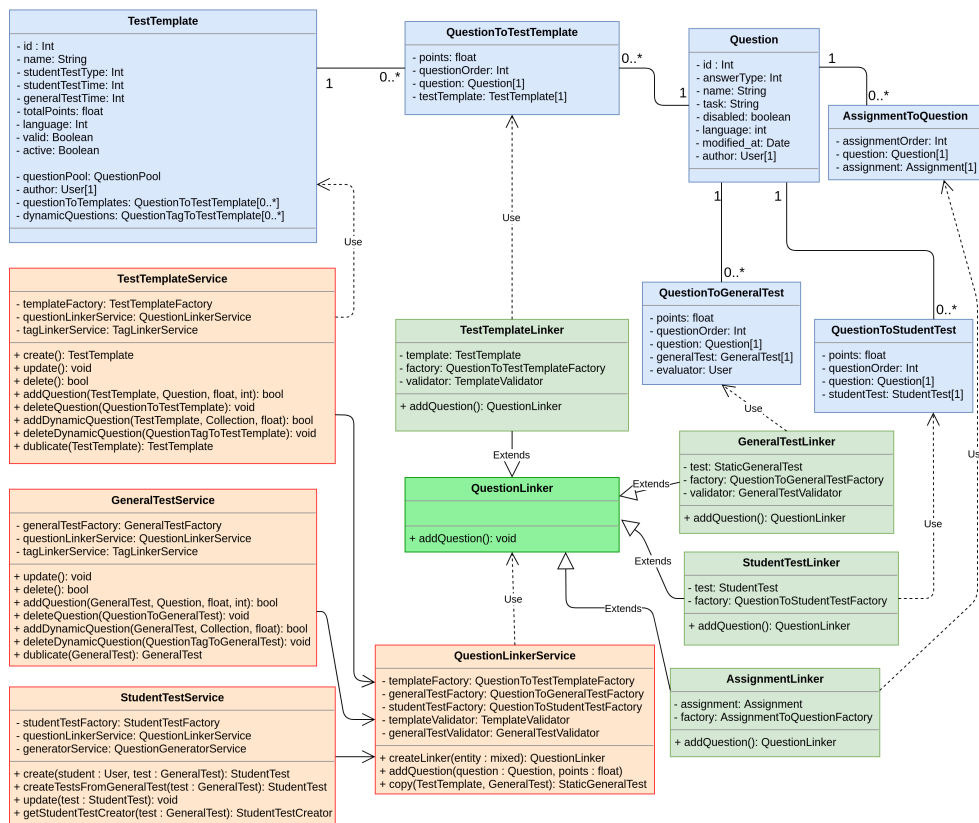 TestTemplate
- id : Int
- name: String
- studentTestType: Int
- studentTestTime: Int
- generalTestTime: Int
- totalPoints: float
- language: Int
- valid: Boolean
- active: Boolean
- questionPool: QuestionPool
- author: User[1]
- questionToTemplates: QuestionToTestTemplate[0..*]
- dynamicQuestions: QuestionTagToTestTemplate[0..*]
1
0..*
QuestionToTestTemplate
- points: float
- questionOrder: Int
- question: Question[1]
- testTemplate: TestTemplate[1]
0..*
1
Question
- id : Int
- answerType: Int
- name: String
- task: String
- disabled: boolean
- language: int
- modified_at: Date
- author: User[1]
1
0..*
AssignmentToQuestion
- assignmentOrder: Int
- question: Question[1]
- assignment: Assignment[1]
Use
Use
1
1
0..*
0..*
TestTemplateService
- templateFactory: TestTemplateFactory
- questionLinkerService: QuestionLinkerService
- tagLinkerService: TagLinkerService
+ create(): TestTemplate
+ update(): void
+ delete(): bool
+ addQuestion(TestTemplate, Question, float, int): bool
+ deleteQuestion(QuestionToTestTemplate): void
+ addDynamicQuestion(TestTemplate, Collection, float): bool
+ deleteDynamicQuestion(QuestionTagToTestTemplate): void
+ dublicate(TestTemplate): TestTemplate
QuestionToGeneralTest
- points: float
- questionOrder: Int
- question: Question[1]
- generalTest: GeneralTest[1]
- evaluator: User
QuestionToStudentTest
- points: float
- questionOrder: Int
- question: Question[1]
- studentTest: StudentTest[1]
TestTemplateLinker
- template: TestTemplate
- factory: QuestionToTestTemplateFactory
- validator: TemplateValidator
+ addQuestion(): QuestionLinker
Use
Extends
GeneralTestLinker
- test: StaticGeneralTest
- factory: QuestionToGeneralTestFactory
- validator: GeneralTestValidator
+ addQuestion(): QuestionLinker
Extends
QuestionLinker
+ addQuestion(): void
Use
GeneralTestService
- generalTestFactory: GeneralTestFactory
- questionLinkerService: QuestionLinkerService
- tagLinkerService: TagLinkerService
+ update(): void
+ delete(): bool
+ addQuestion(GeneralTest, Question, float, int): bool
+ deleteQuestion(QuestionToGeneralTest): void
+ addDynamicQuestion(GeneralTest, Collection, float): bool
+ deleteDynamicQuestion(QuestionTagToGeneralTest): void
+ dublicate(GeneralTest): GeneralTest
Extends
StudentTestLinker
- test: StudentTest
- factory: QuestionToStudentTestFactory
+ addQuestion(): QuestionLinker
Use
Use
Extends
QuestionLinkerService
- templateFactory: QuestionToTestTemplateFactory
- generalTestFactory: QuestionToGeneralTestFactory
- studentTestFactory: QuestionToStudentTestFactory
- templateValidator: TemplateValidator
- generalTestValidator: GeneralTestValidator
+ createLinker(entity : mixed): QuestionLinker
+ addQuestion(question : Question, points : float)
+ copy(TestTemplate, GeneralTest): StaticGeneralTest
AssignmentLinker
- assignment: Assignment
- factory: AssignmentToQuestionFactory
+ addQuestion(): QuestionLinker
StudentTestService
- studentTestFactory: StudentTestFactory
- questionLinkerService: QuestionLinkerService
- generatorService: QuestionGeneratorService
+ create(student : User, test : GeneralTest): StudentTest
+ createTestsFromGeneralTest(test : GeneralTest): StudentTest
+ update(test : StudentTest): void
+ getStudentTestCreator(test : GeneralTest): StudentTestCreator